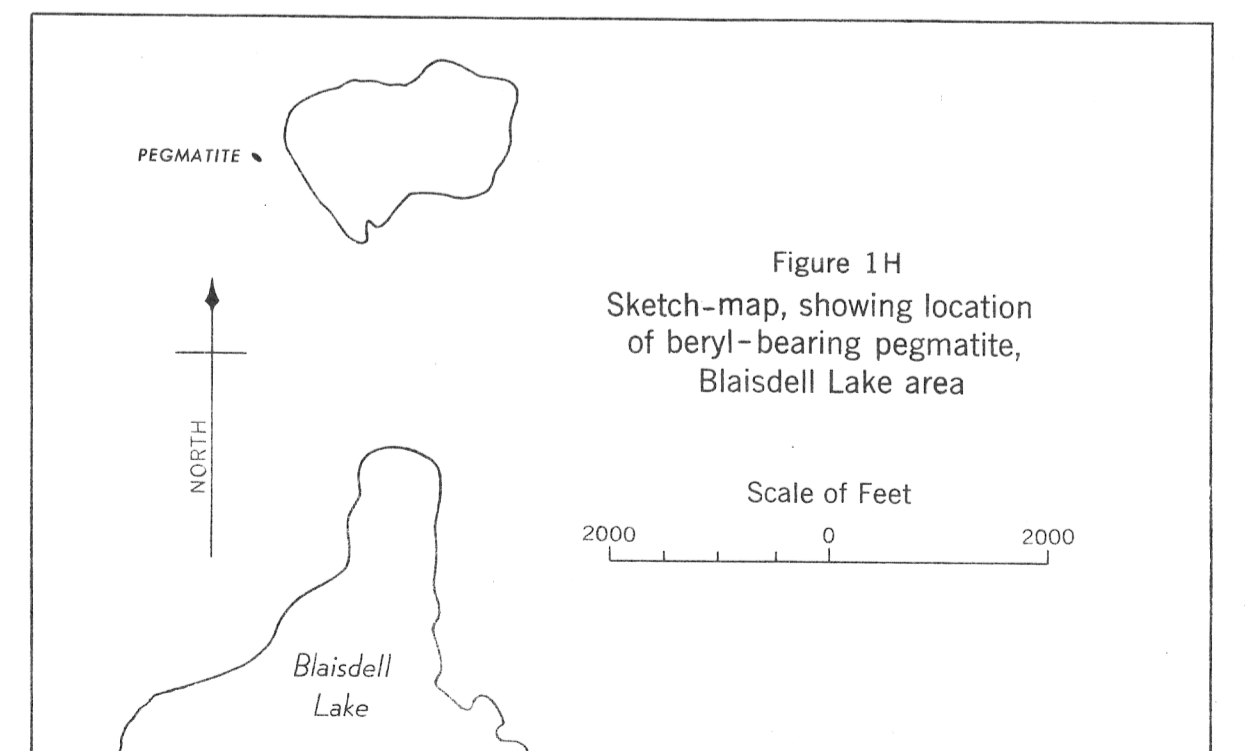 PEGMATITE
Figure 1H
Sketch-map, showing location
of beryl-bearing pegmatite,
Blaisdell Lake area
NORTH
Scale of Feet
2000 0 2000
Blaisdell
Lake